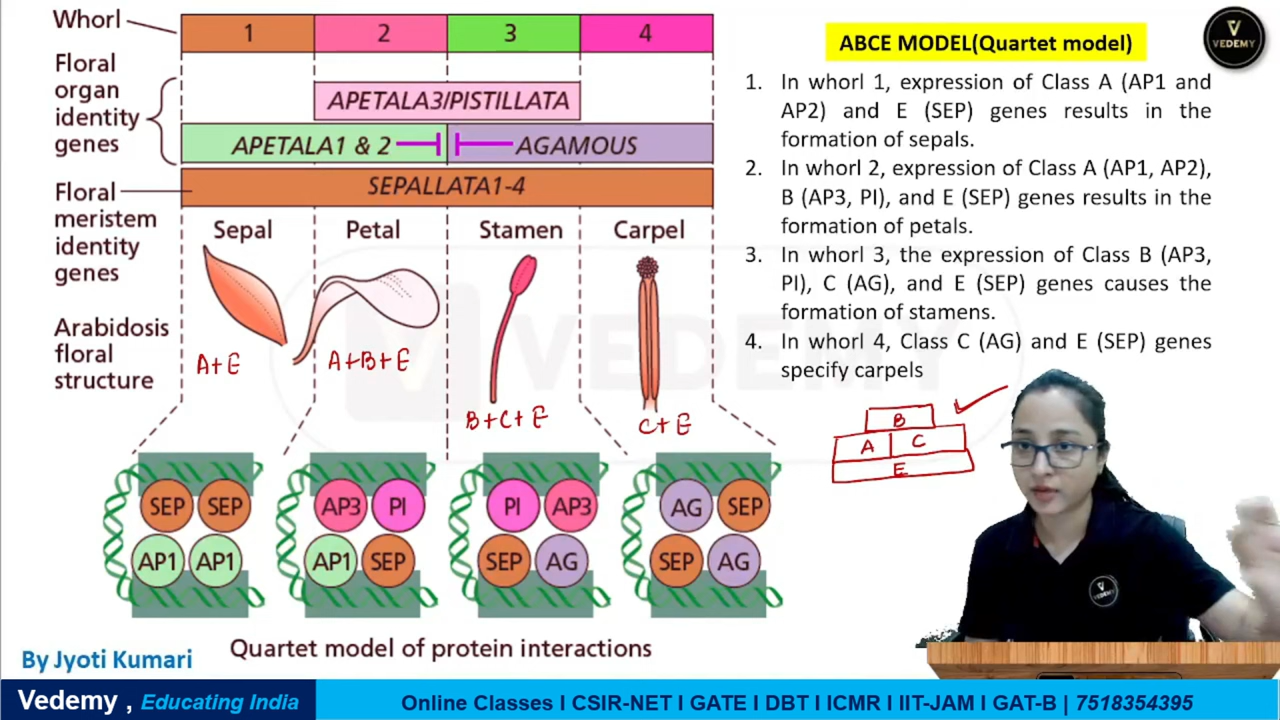 Whorl
1 2 3 4
Floral
organ
identity
genes
APETALA3/PISTILLATA
APETALA1 & 2 AGAMOUS
SEPALLATA1-4
Floral
meristem
identity
genes
Sepal Petal Stamen Carpel
Arabidosis
floral
structure
A+E
A+B+E
B+C+E
C+E
SEP SEP
AP1 AP1
AP3 PI
AP1 SEP
PI AP3
SEP AG
AG SEP
SEP AG
Quartet model of protein interactions
By Jyoti Kumari
ABCE MODEL(Quartet model)
VEDEMY
1. In whorl 1, expression of Class A (AP1 and
AP2) and E (SEP) genes results in the
formation of sepals.
2. In whorl 2, expression of Class A (AP1, AP2),
B (AP3, PI), and E (SEP) genes results in the
formation of petals.
3. In whorl 3, the expression of Class B (AP3,
PI), C (AG), and E (SEP) genes causes the
formation of stamens.
4. In whorl 4, Class C (AG) and E (SEP) genes
specify carpels
B
A C
E
VEDEMY
VEDEMY
Vedemy , Educating India
Online Classes I CSIR-NET I GATE I DBT I ICMR I IIT-JAM I GAT-B | 7518354395